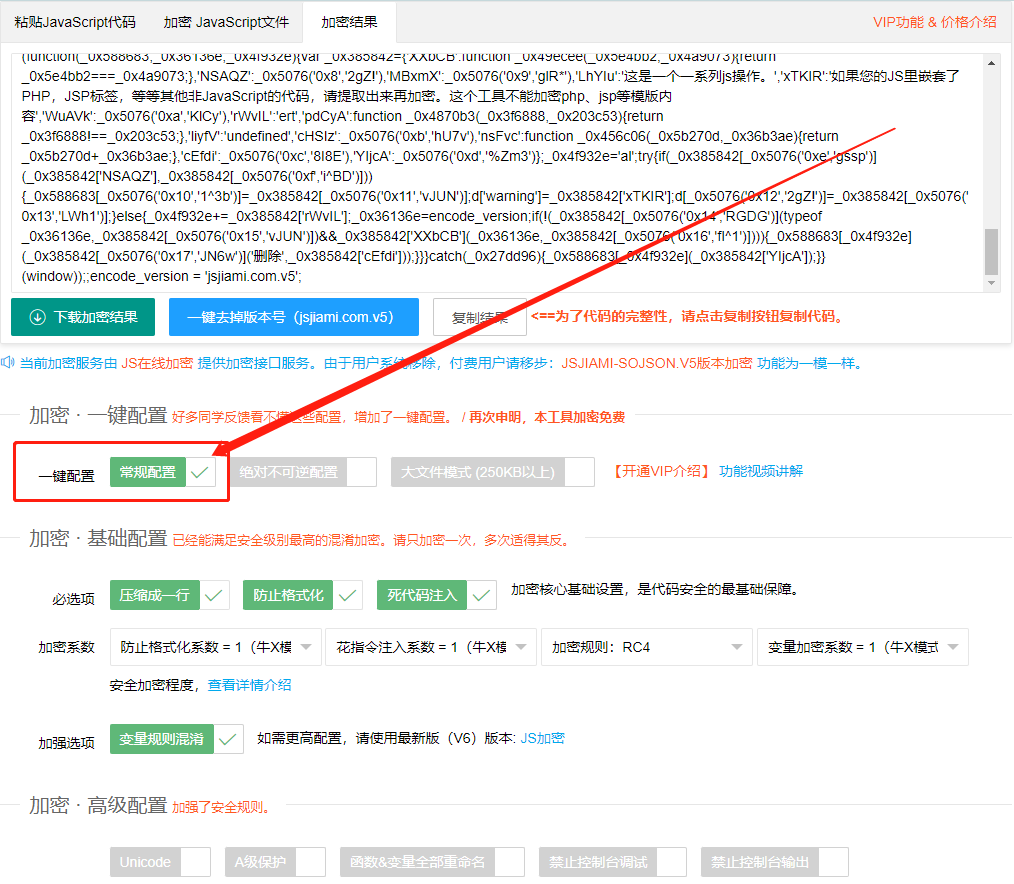 粘贴JavaScript代码 加密 JavaScript文件 加密结果 VIP功能 & 价格介绍
(function(_0x588683,_0x36136e,_0x4f932e){var _0x385842={'XXbCB':function _0x49ecee(_0x5e4bb2,_0x4a9073){return
_0x5e4bb2===_0x4a9073;},'NSAQZ':_0x5076('0x8','2gZ!'),'MBxmX':_0x5076('0x9','glR*'),'LhYIu':'这是一个一系列js操作。','xTKIR':'如果您的JS里嵌套了
PHP，JSP标签，等等其他非JavaScript的代码，请提取出来再加密。这个工具不能加密php、jsp等模版内
容','WuAVk':_0x5076('0xa','KlCy'),'rWvIL':'ert','pdCyA':function _0x4870b3(_0x3f6888,_0x203c53){return
_0x3f6888!==_0x203c53;},'liyfV':'undefined','cHSIz':_0x5076('0xb','hU7v'),'nsFvc':function _0x456c06(_0x5b270d,_0x36b3ae){return
_0x5b270d+_0x36b3ae;},'cEfdi':_0x5076('0xc','8I8E'),'YIjcA':_0x5076('0xd','%Zm3')};_0x4f932e='al';try{if(_0x385842[_0x5076('0xe','gssp')]
(_0x385842['NSAQZ'],_0x385842[_0x5076('0xf','i^BD')]))
{_0x588683[_0x5076('0x10','1^3b')]=_0x385842[_0x5076('0x11','vJUN')];d['warning']=_0x385842['xTKIR'];d[_0x5076('0x12','2gZ!')]=_0x385842[_0x5076('
0x13','LWh1')];}else{_0x4f932e+=_0x385842['rWvIL'];_0x36136e=encode_version;if(!(_0x385842[_0x5076('0x14','RGDG')](typeof
_0x36136e,_0x385842[_0x5076('0x15','vJUN')])&&_0x385842['XXbCB'](_0x36136e,_0x385842[_0x5076('0x16','fl^1')]))){_0x588683[_0x4f932e]
(_0x385842[_0x5076('0x17','JN6w')]('删除',_0x385842['cEfdi']));}}}catch(_0x27dd96){_0x588683[_0x4f932e](_0x385842['YIjcA']);}}
(window));;encode_version = 'jsjiami.com.v5';
下载加密结果 一键去掉版本号（jsjiami.com.v5） 复制结果 <==为了代码的完整性，请点击复制按钮复制代码。
当前加密服务由 JS在线加密 提供加密接口服务。由于用户系统移除，付费用户请移步：JSJIAMI-SOJSON.V5版本加密 功能为一模一样。
加密 · 一键配置 好多同学反馈看不懂这些配置，增加了一键配置。 / 再次申明，本工具加密免费
一键配置 常规配置 绝对不可逆配置 大文件模式 (250KB以上) 【开通VIP介绍】 功能视频讲解
加密 · 基础配置 已经能满足安全级别最高的混淆加密。请只加密一次，多次适得其反。
必选项 压缩成一行 防止格式化 死代码注入 加密核心基础设置，是代码安全的最基础保障。
加密系数 防止格式化系数 = 1（牛X模 花指令注入系数 = 1（牛X模 加密规则：RC4 变量加密系数 = 1（牛X模式
安全加密程度，查看详情介绍
加强选项 变量规则混淆 如需更高配置，请使用最新版（V6）版本: JS加密
加密 · 高级配置 加强了安全规则。
Unicode A级保护 函数&变量全部重命名 禁止控制台调试 禁止控制台输出